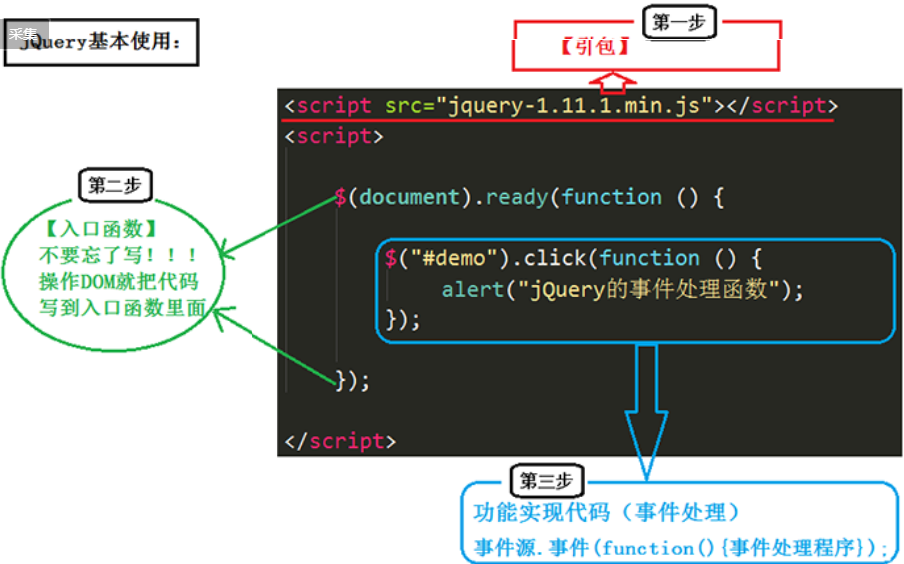 采集
jQuery基本使用：
第一步
【引包】
<script src="jquery-1.11.1.min.js"></script>
<script>
第二步
$(document).ready(function () {
【入口函数】
不要忘了写！！！
操作DOM就把代码
写到入口函数里面
$("#demo").click(function () {
alert("jQuery的事件处理函数");
});
});
</script>
第三步
功能实现代码（事件处理）
事件源.事件(function(){事件处理程序});